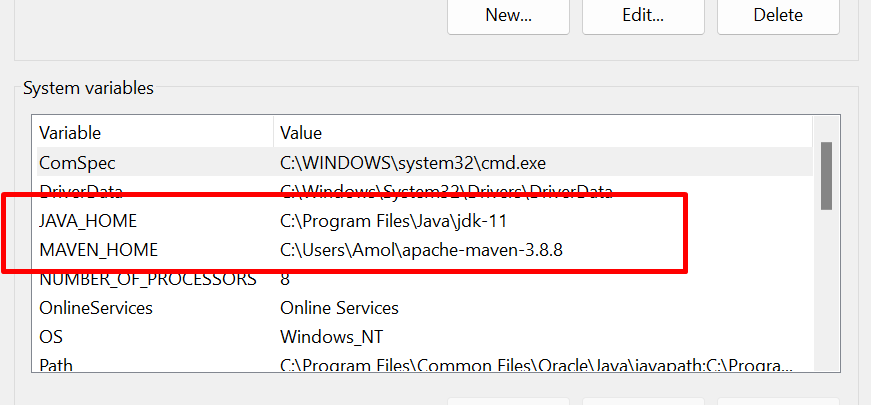 New... Edit... Delete
System variables
Variable Value
ComSpec C:\WINDOWS\system32\cmd.exe
DriverData C:\Windows\System32\Drivers\DriverData
JAVA_HOME C:\Program Files\Java\jdk-11
MAVEN_HOME C:\Users\Amol\apache-maven-3.8.8
NUMBER_OF_PROCESSORS 8
OnlineServices Online Services
OS Windows_NT
Path C:\Program Files\Common Files\Oracle\Java\javapath;C:\Progra...